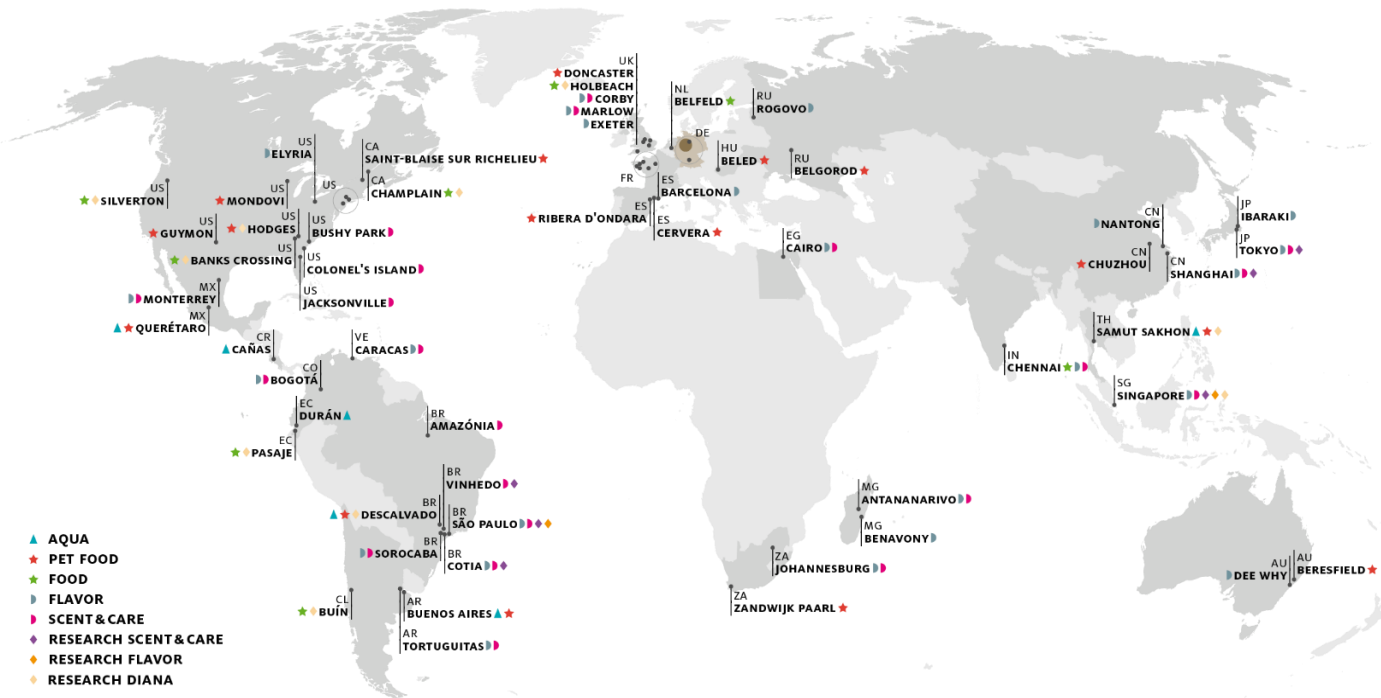 UK
DONCASTER
HOLBEACH
CORBY
MARLOW
EXETER
NL
BELFELD
RU
ROGOVO
DE
HU
BELED
RU
BELGOROD
FR
ES
BARCELONA
ES
RIBERA D'ONDARA
ES
CERVERA
US
ELYRIA
CA
SAINT-BLAISE SUR RICHELIEU
CA
CHAMPLAIN
US
US
SILVERTON
US
MONDOVI
US
GUYMON
US
HODGES
US
BUSHY PARK
US
BANKS CROSSING
US
COLONEL'S ISLAND
US
JACKSONVILLE
MX
MONTERREY
MX
QUERÉTARO
CR
CAÑAS
VE
CARACAS
CO
BOGOTÁ
EC
DURÁN
EC
PASAJE
BR
AMAZÓNIA
BR
VINHEDO
BR
DESCALVADO
BR
SÃO PAULO
BR
SOROCABA
BR
COTIA
CL
BUÍN
AR
BUENOS AIRES
AR
TORTUGUITAS
EG
CAIRO
MG
ANTANANARIVO
MG
BENAVONY
ZA
JOHANNESBURG
ZA
ZANDWIJK PAARL
CN
NANTONG
JP
IBARAKI
JP
TOKYO
CN
CHUZHOU
CN
SHANGHAI
TH
SAMUT SAKHON
IN
CHENNAI
SG
SINGAPORE
AU
DEE WHY
AU
BERESFIELD
AQUA
PET FOOD
FOOD
FLAVOR
SCENT & CARE
RESEARCH SCENT & CARE
RESEARCH FLAVOR
RESEARCH DIANA